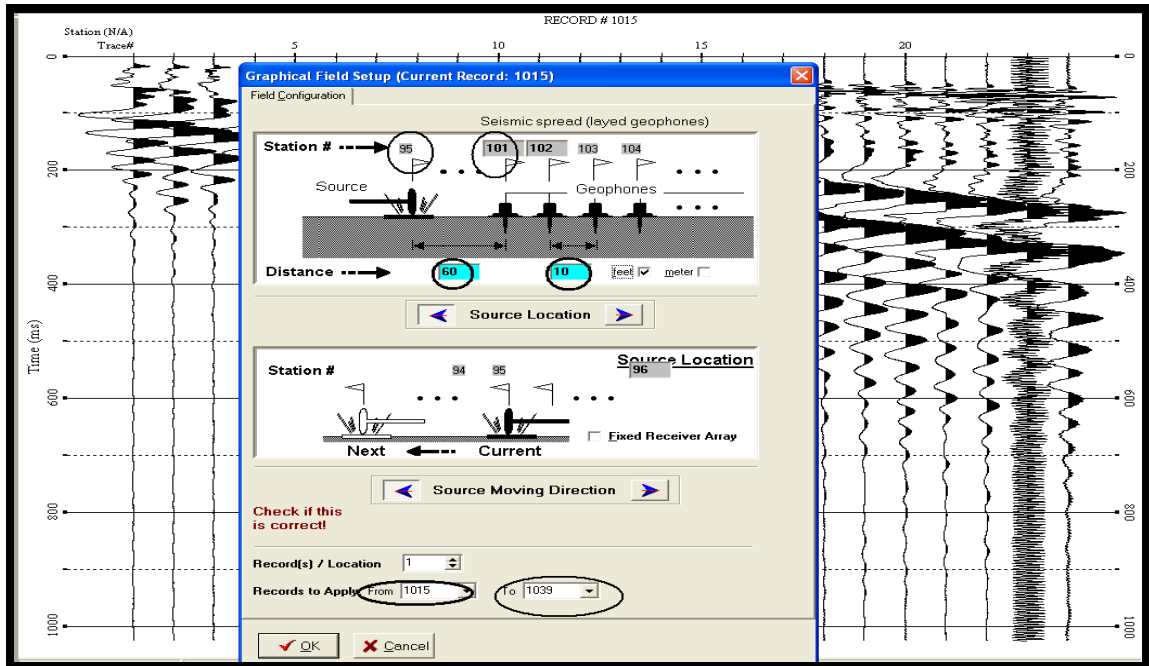 RECORD # 1015
Station (N/A)
Trace#
5 10 15 20
0 0
200 200
400 400
600 600
800 800
1000 1000
Time (ms)
Graphical Field Setup (Current Record: 1015)
Field Configuration
Seismic spread (layed geophones)
Station # 95 101 102 103 104
Source Geophones
Distance 60 10 feet meter
Source Location
Source Location
Station # 94 95 96
Fixed Receiver Array
Next Current
Source Moving Direction
Check if this
is correct!
Record(s) / Location 1
Records to Apply From 1015 To 1039
OK Cancel